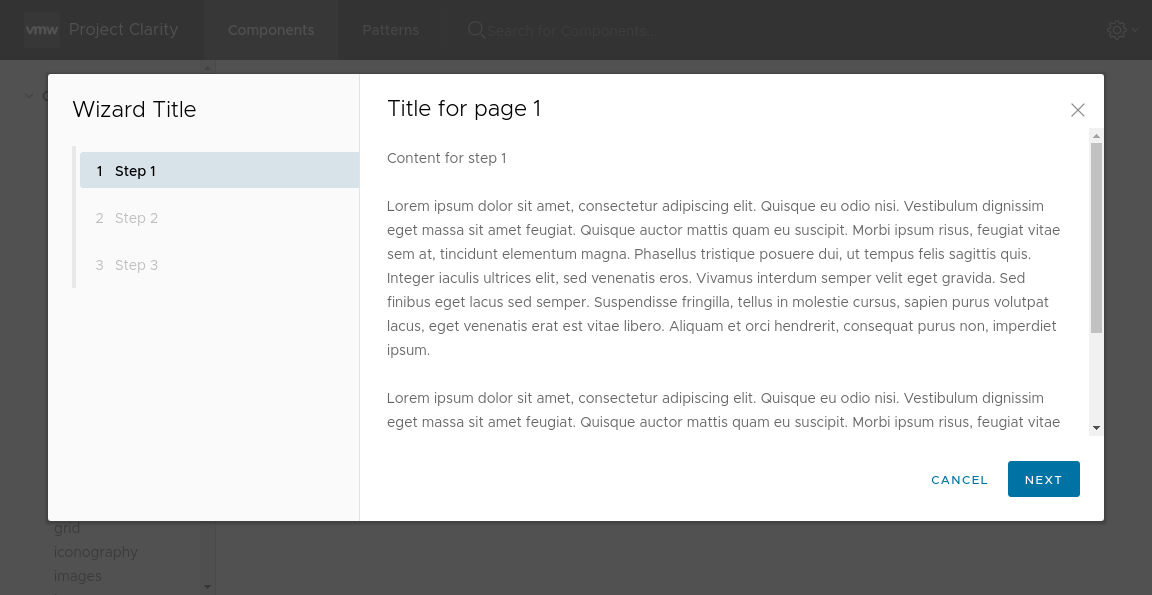 vmw Project Clarity Components Patterns Search for Components...
Wizard Title
1 Step 1
2 Step 2
3 Step 3
Title for page 1
Content for step 1
Lorem ipsum dolor sit amet, consectetur adipiscing elit. Quisque eu odio nisi. Vestibulum dignissim
eget massa sit amet feugiat. Quisque auctor mattis quam eu suscipit. Morbi ipsum risus, feugiat vitae
sem at, tincidunt elementum magna. Phasellus tristique posuere dui, ut tempus felis sagittis quis.
Integer iaculis ultrices elit, sed venenatis eros. Vivamus interdum semper velit eget gravida. Sed
finibus eget lacus sed semper. Suspendisse fringilla, tellus in molestie cursus, sapien purus volutpat
lacus, eget venenatis erat est vitae libero. Aliquam et orci hendrerit, consequat purus non, imperdiet
ipsum.
Lorem ipsum dolor sit amet, consectetur adipiscing elit. Quisque eu odio nisi. Vestibulum dignissim
eget massa sit amet feugiat. Quisque auctor mattis quam eu suscipit. Morbi ipsum risus, feugiat vitae
CANCEL NEXT
grid
iconography
images